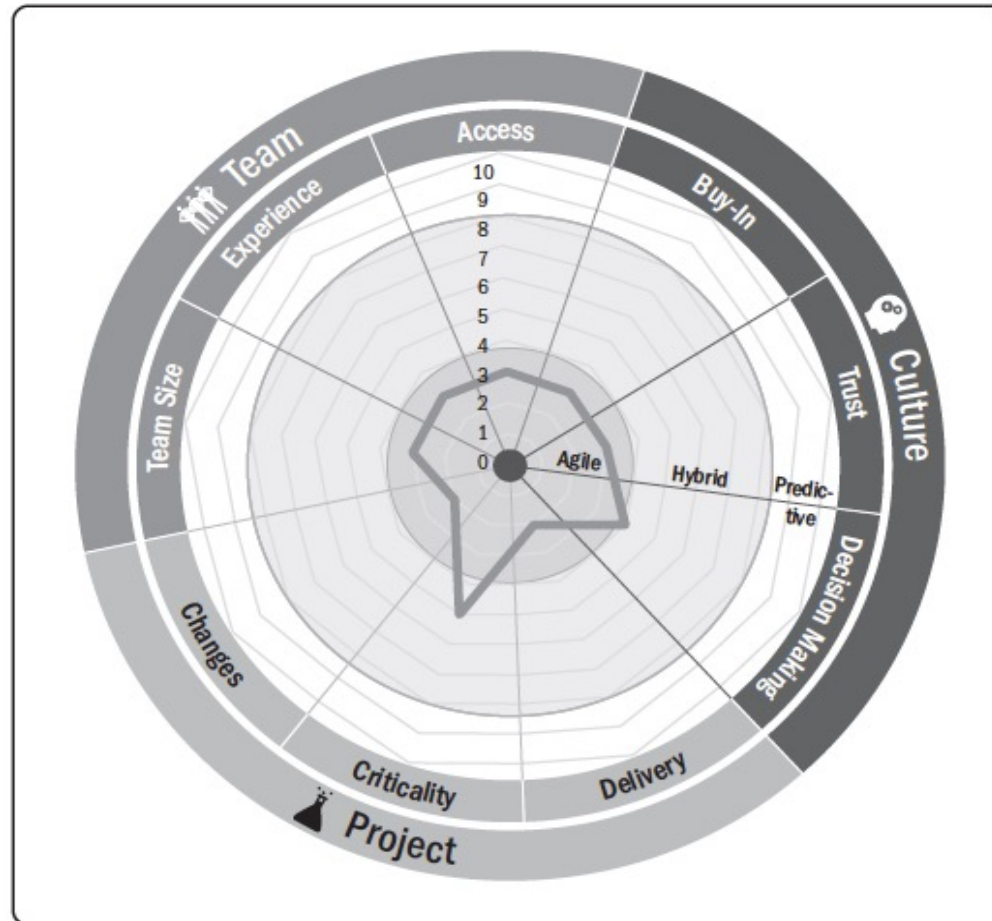 Team
Culture
Project
Access
Buy-In
Trust
Decision Making
Delivery
Criticality
Changes
Team Size
Experience
10
9
8
7
6
5
4
3
2
1
0
Agile
Hybrid
Predic-
tive